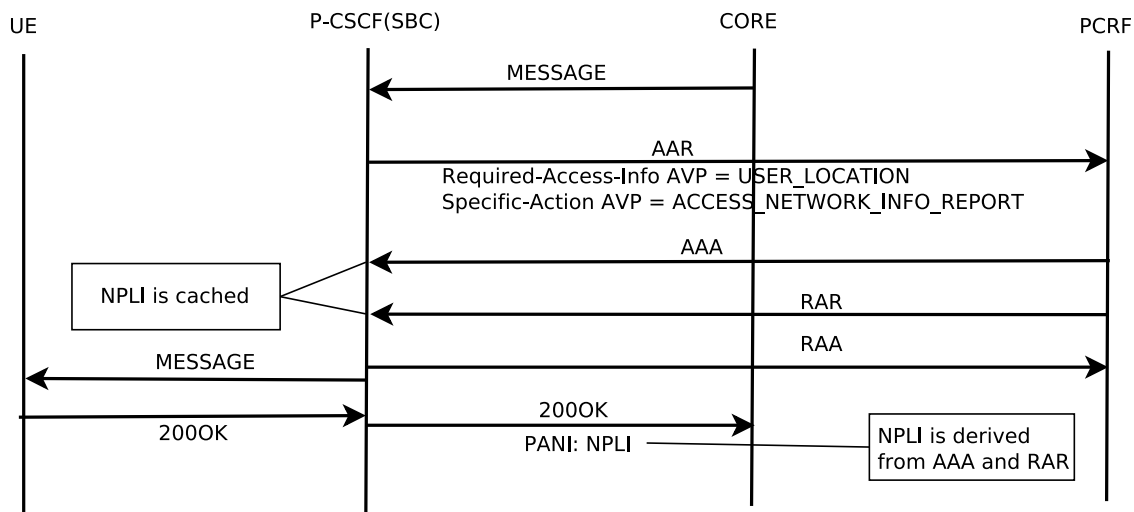 UE
P-CSCF(SBC)
CORE
PCRF
MESSAGE
AAR
Required-Access-Info AVP = USER_LOCATION
Specific-Action AVP = ACCESS_NETWORK_INFO_REPORT
AAA
NPLI is cached
RAR
RAA
MESSAGE
200OK
200OK
PANI: NPLI
NPLI is derived
from AAA and RAR